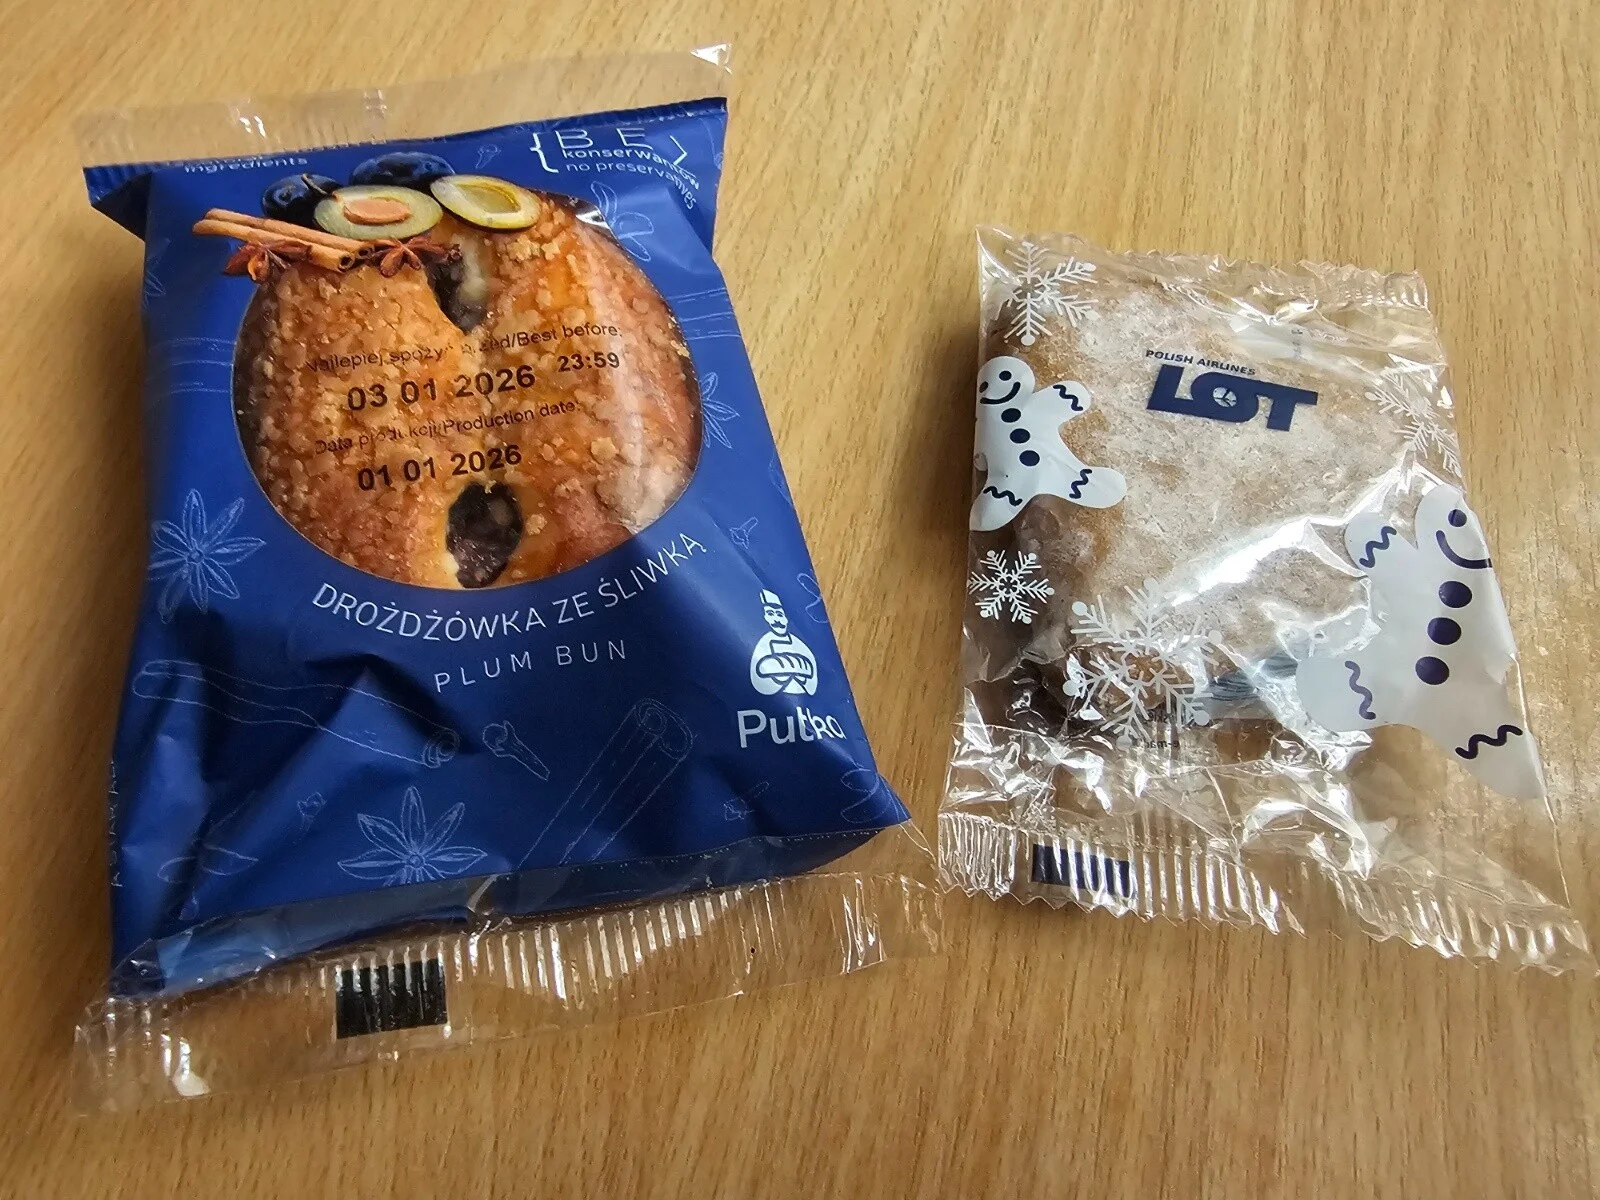 ingredients
BE
konserwantów
no preservatives
Najlepiej spożyć przed/Best before:
03 01 2026 23:59
Data produkcji/Production date:
01 01 2026
DROŻDŻÓWKA ZE ŚLIWKĄ
PLUM BUN
Putka
POLISH AIRLINES
LOT